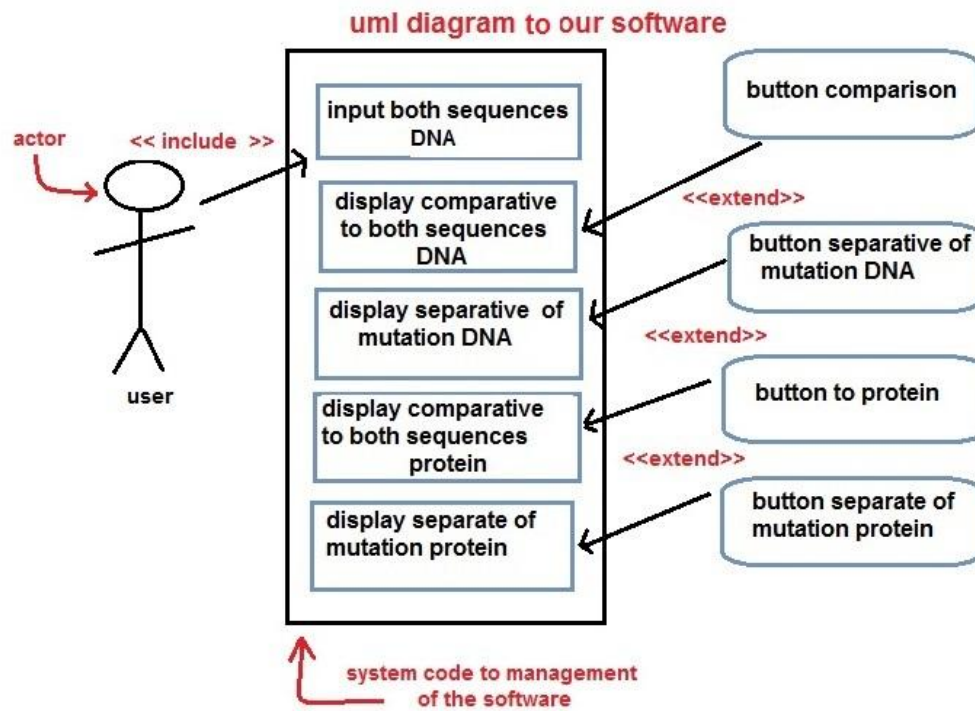 uml diagram to our software
actor
<< include >>
user
input both sequences
DNA
display comparative
to both sequences
DNA
display separative of
mutation DNA
display comparative
to both sequences
protein
display separate of
mutation protein
button comparison
<<extend>>
button separative of
mutation DNA
<<extend>>
button to protein
<<extend>>
button separate of
mutation protein
system code to management
of the software